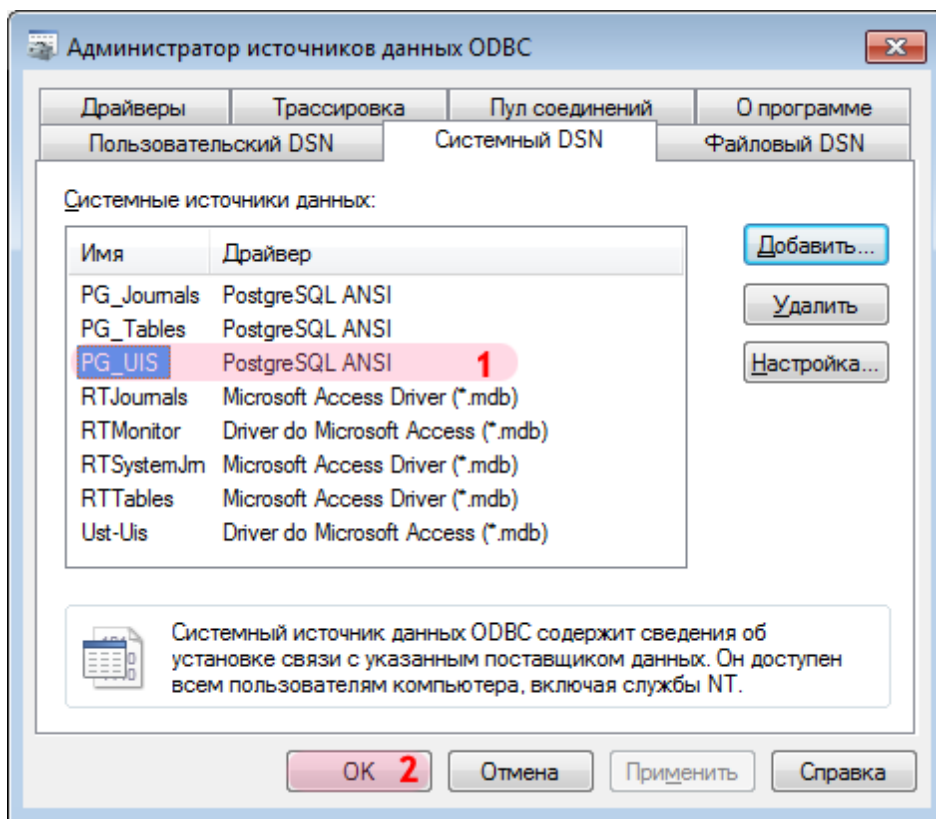 Администратор источников данных ODBC
Драйверы Трассировка Пул соединений О программе
Пользовательский DSN Системный DSN Файловый DSN
Системные источники данных:
Имя Драйвер
PG_Journals PostgreSQL ANSI
PG_Tables PostgreSQL ANSI
PG_UIS PostgreSQL ANSI 1
RTJournals Microsoft Access Driver (*.mdb)
RTMonitor Driver do Microsoft Access (*.mdb)
RTSystemJrn Microsoft Access Driver (*.mdb)
RTTables Microsoft Access Driver (*.mdb)
Ust-Uis Driver do Microsoft Access (*.mdb)
Добавить...
Удалить
Настройка...
Системный источник данных ODBC содержит сведения об
установке связи с указанным поставщиком данных. Он доступен
всем пользователям компьютера, включая службы NT.
OK 2 Отмена Применить Справка